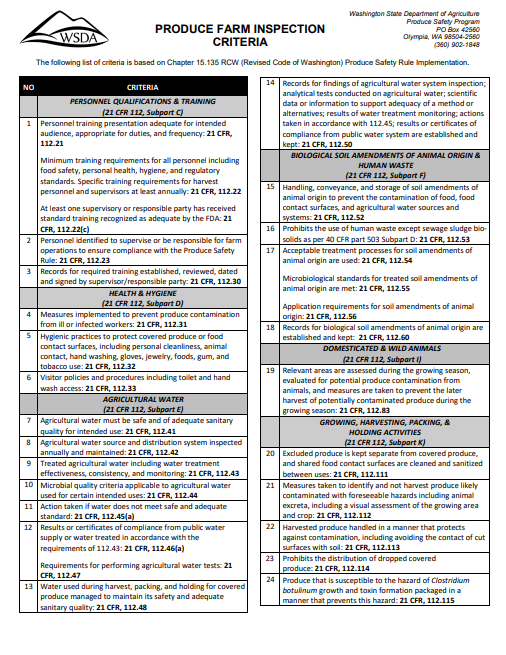 WSDA
PRODUCE FARM INSPECTION
CRITERIA
Washington State Department of Agriculture
Produce Safety Program
PO Box 42560
Olympia, WA 98504-2560
(360) 902-1848
The following list of criteria is based on Chapter 15.135 RCW (Revised Code of Washington) Produce Safety Rule Implementation.
NO CRITERIA
PERSONNEL QUALIFICATIONS & TRAINING
(21 CFR 112, Subpart C)
1 Personnel training presentation adequate for intended
audience, appropriate for duties, and frequency: 21 CFR,
112.21
Minimum training requirements for all personnel including
food safety, personal health, hygiene, and regulatory
standards. Specific training requirements for harvest
personnel and supervisors at least annually: 21 CFR, 112.22
At least one supervisory or responsible party has received
standard training recognized as adequate by the FDA: 21
CFR, 112.22(c)
2 Personnel identified to supervise or be responsible for farm
operations to ensure compliance with the Produce Safety
Rule: 21 CFR, 112.23
3 Records for required training established, reviewed, dated
and signed by supervisor/responsible party: 21 CFR, 112.30
HEALTH & HYGIENE
(21 CFR 112, Subpart D)
4 Measures implemented to prevent produce contamination
from ill or infected workers: 21 CFR, 112.31
5 Hygienic practices to protect covered produce or food
contact surfaces, including personal cleanliness, animal
contact, hand washing, gloves, jewelry, foods, gum, and
tobacco use: 21 CFR, 112.32
6 Visitor policies and procedures including toilet and hand
wash access: 21 CFR, 112.33
AGRICULTURAL WATER
(21 CFR 112, Subpart E)
7 Agricultural water must be safe and of adequate sanitary
quality for intended use: 21 CFR, 112.41
8 Agricultural water source and distribution system inspected
annually and maintained: 21 CFR, 112.42
9 Treated agricultural water including water treatment
effectiveness, consistency, and monitoring: 21 CFR, 112.43
10 Microbial quality criteria applicable to agricultural water
used for certain intended uses: 21 CFR, 112.44
11 Action taken if water does not meet safe and adequate
standard: 21 CFR, 112.45(a)
12 Results or certificates of compliance from public water
supply or water treated in accordance with the
requirements of 112.43: 21 CFR, 112.46(a)
Requirements for performing agricultural water tests: 21
CFR, 112.47
13 Water used during harvest, packing, and holding for covered
produce managed to maintain its safety and adequate
sanitary quality: 21 CFR, 112.48
14 Records for findings of agricultural water system inspection;
analytical tests conducted on agricultural water; scientific
data or information to support adequacy of a method or
alternatives; results of water treatment monitoring; actions
taken in accordance with 112.45; results or certificates of
compliance from public water system are established and
kept: 21 CFR, 112.50
BIOLOGICAL SOIL AMENDMENTS OF ANIMAL ORIGIN &
HUMAN WASTE
(21 CFR 112, Subpart F)
15 Handling, conveyance, and storage of soil amendments of
animal origin to prevent the contamination of food, food
contact surfaces, and agricultural water sources and
systems: 21 CFR, 112.52
16 Prohibits the use of human waste except sewage sludge bio-
solids as per 40 CFR part 503 Subpart D: 21 CFR, 112.53
17 Acceptable treatment processes for soil amendments of
animal origin are used: 21 CFR, 112.54
Microbiological standards for treated soil amendments of
animal origin are met: 21 CFR, 112.55
Application requirements for soil amendments of animal
origin: 21 CFR, 112.56
18 Records for biological soil amendments of animal origin are
established and kept: 21 CFR, 112.60
DOMESTICATED & WILD ANIMALS
(21 CFR 112, Subpart I)
19 Relevant areas are assessed during the growing season,
evaluated for potential produce contamination from
animals, and measures are taken to prevent the later
harvest of potentially contaminated produce during the
growing season: 21 CFR, 112.83
GROWING, HARVESTING, PACKING, &
HOLDING ACTIVITIES
(21 CFR 112, Subpart K)
20 Excluded produce is kept separate from covered produce,
and shared food contact surfaces are cleaned and sanitized
between uses: 21 CFR, 112.111
21 Measures taken to identify and not harvest produce likely
contaminated with foreseeable hazards including animal
excreta, including a visual assessment of the growing area
and crop: 21 CFR, 112.112
22 Harvested produce handled in a manner that protects
against contamination, including avoiding the contact of cut
surfaces with soil: 21 CFR, 112.113
23 Prohibits the distribution of dropped covered
produce: 21 CFR, 112.114
24 Produce that is susceptible to the hazard of Clostridium
botulinum growth and toxin formation packaged in a
manner that prevents this hazard: 21 CFR, 112.115